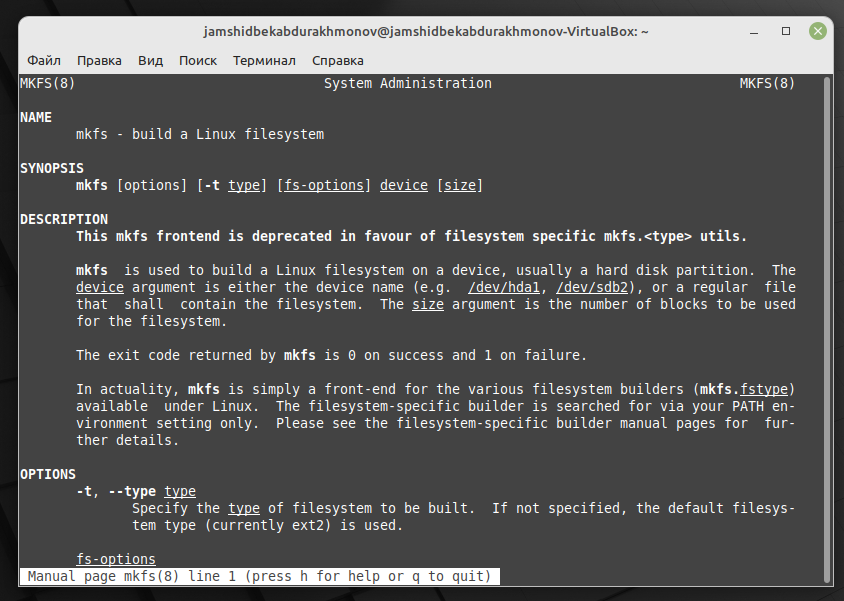 jamshidbekabdurakhmonov@jamshidbekabdurakhmonov-VirtualBox: ~
Файл Правка Вид Поиск Терминал Справка
MKFS(8) System Administration MKFS(8)
NAME
mkfs - build a Linux filesystem
SYNOPSIS
mkfs [options] [-t type] [fs-options] device [size]
DESCRIPTION
This mkfs frontend is deprecated in favour of filesystem specific mkfs.<type> utils.
mkfs is used to build a Linux filesystem on a device, usually a hard disk partition. The
device argument is either the device name (e.g. /dev/hda1, /dev/sdb2), or a regular file
that shall contain the filesystem. The size argument is the number of blocks to be used
for the filesystem.
The exit code returned by mkfs is 0 on success and 1 on failure.
In actuality, mkfs is simply a front-end for the various filesystem builders (mkfs.fstype)
available under Linux. The filesystem-specific builder is searched for via your PATH en-
vironment setting only. Please see the filesystem-specific builder manual pages for fur-
ther details.
OPTIONS
-t, --type type
Specify the type of filesystem to be built. If not specified, the default filesys-
tem type (currently ext2) is used.
fs-options
Manual page mkfs(8) line 1 (press h for help or q to quit)